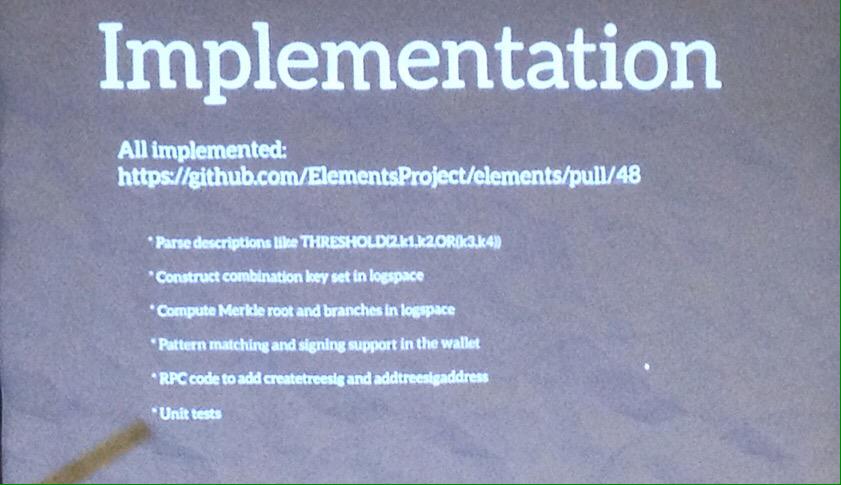 Implementation
All implemented:
https://github.com/ElementsProject/elements/pull/48
* Parse descriptions like THRESHOLD(2,k1,k2,OR(k3,k4))
* Construct combination key set in logspace
* Compute Merkle root and branches in logspace
* Pattern matching and signing support in the wallet
* RPC code to add createtreesig and addtreesigaddress
* Unit tests